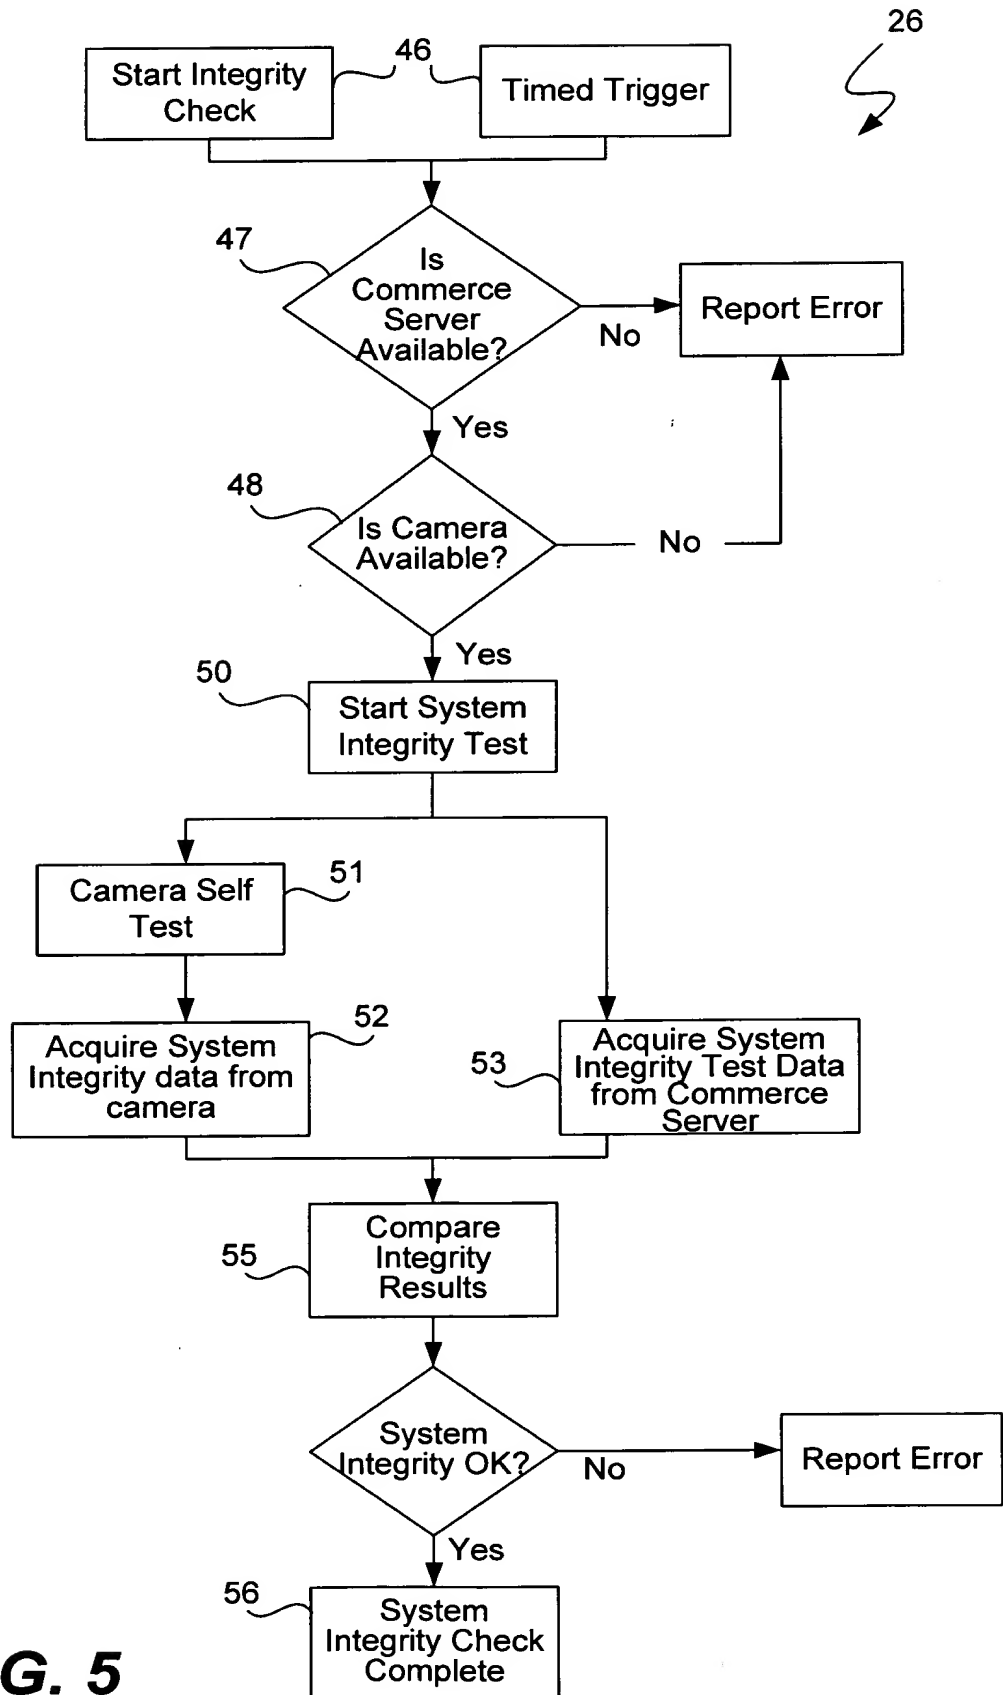 26
46
Start Integrity
Check
Timed Trigger
47
Is
Commerce
Server
Available?
No
Report Error
Yes
48
Is Camera
Available?
No
Yes
50
Start System
Integrity Test
51
Camera Self
Test
52
Acquire System
Integrity data from
camera
53
Acquire System
Integrity Test Data
from Commerce
Server
55
Compare
Integrity
Results
System
Integrity OK?
No
Report Error
Yes
56
System
Integrity Check
Complete
G. 5